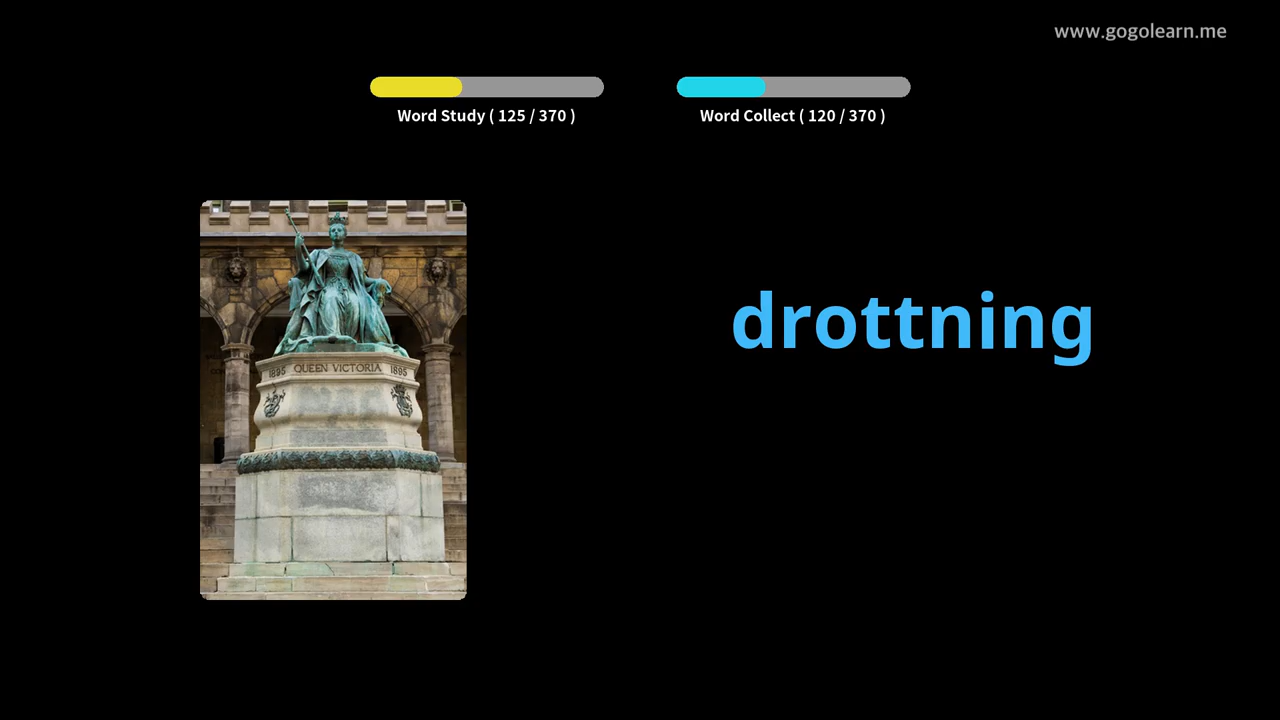 www.gogolearn.me
Word Study ( 125 / 370 )
Word Collect ( 120 / 370 )
drottning
1895 QUEEN VICTORIA 1895